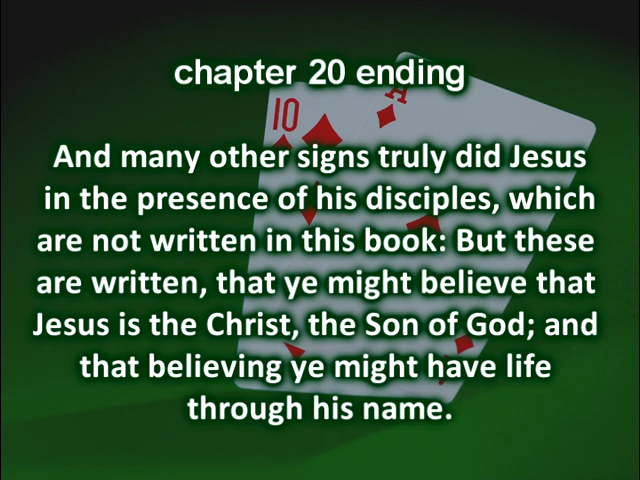 chapter 20 ending
10
A
And many other signs truly did Jesus
in the presence of his disciples, which
are not written in this book: But these
are written, that ye might believe that
Jesus is the Christ, the Son of God; and
that believing ye might have life
through his name.